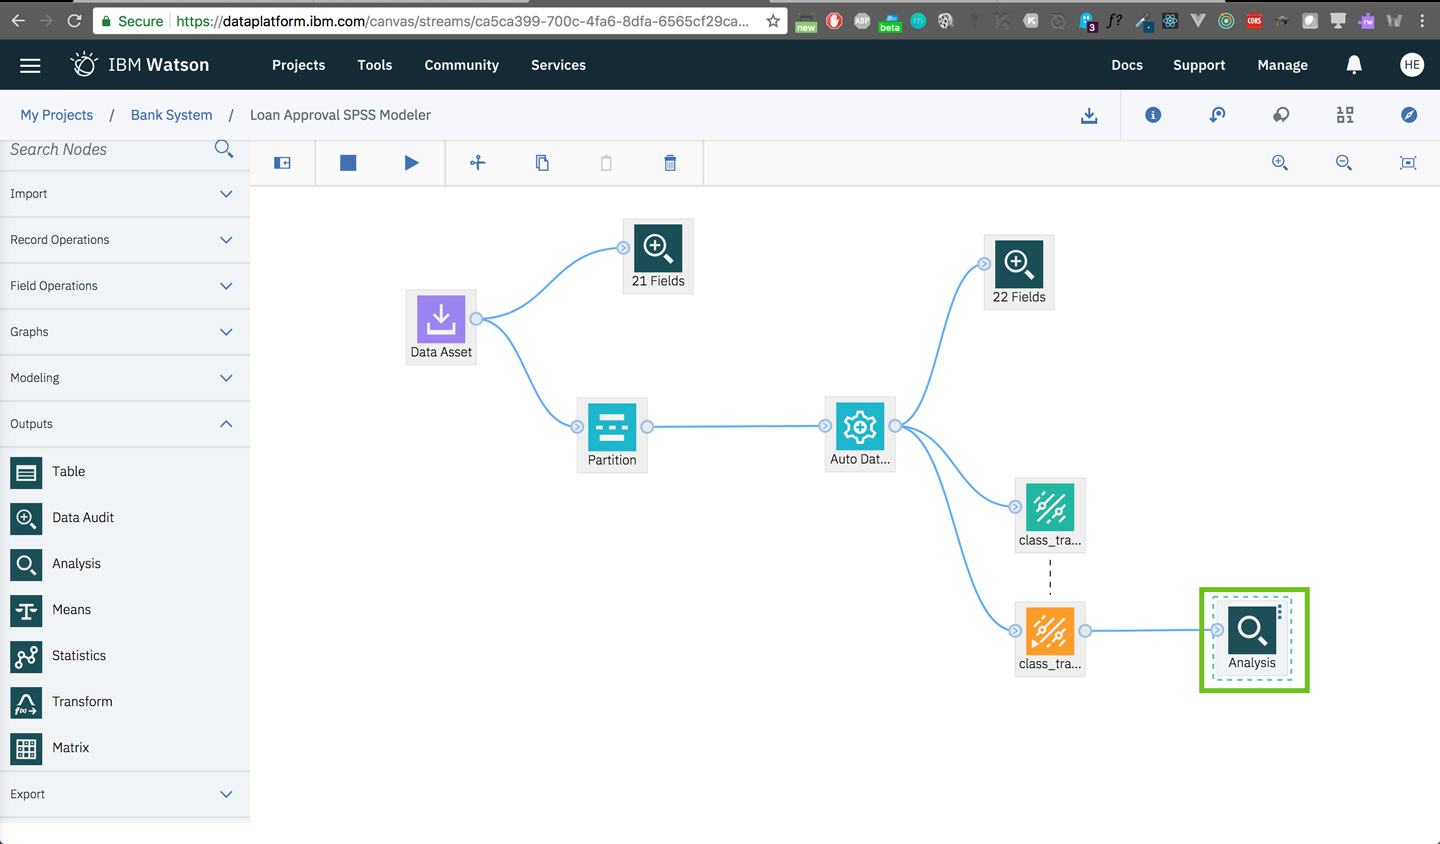 Secure https://dataplatform.ibm.com/canvas/streams/ca5ca399-700c-4fa6-8dfa-6565cf29ca...
new
ABP
beta
3
f?
CORS
rw
IBM Watson
Projects
Tools
Community
Services
Docs
Support
Manage
HE
My Projects / Bank System / Loan Approval SPSS Modeler
Search Nodes
Import
Record Operations
Field Operations
Graphs
Modeling
Outputs
Table
Data Audit
Analysis
Means
Statistics
Transform
Matrix
Export
21 Fields
22 Fields
Data Asset
Partition
Auto Dat...
class_tra...
class_tra...
Analysis